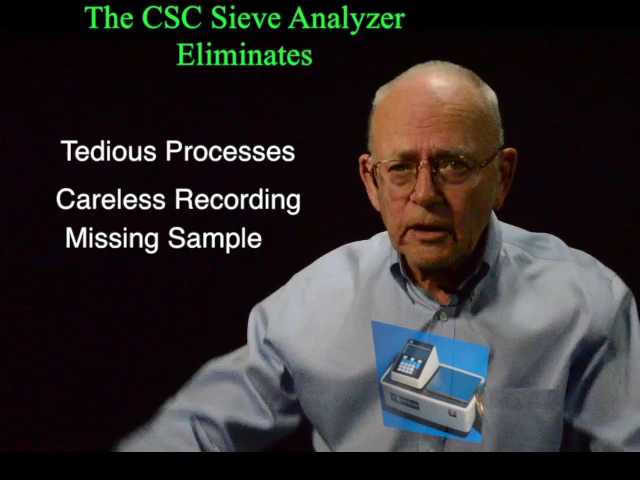 The CSC Sieve Analyzer
Eliminates
Tedious Processes
Careless Recording
Missing Sample